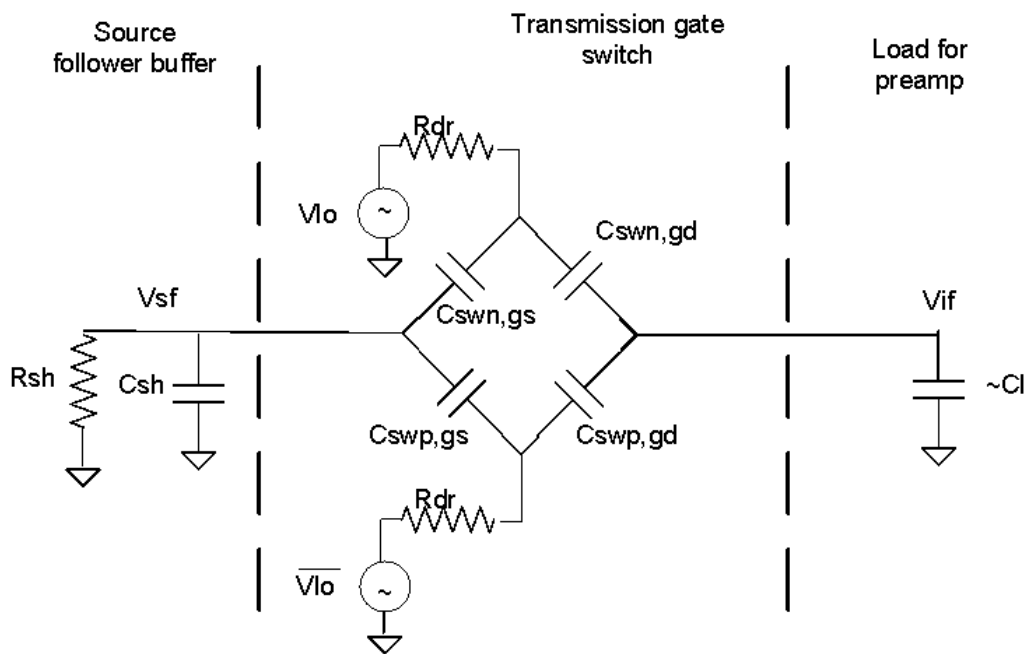 Source
follower buffer
Transmission gate
switch
Load for
preamp
Rdr
Vlo
~
Cswn,gd
Vsf
Cswn,gs
Vif
Rsh
Csh
~Cl
Cswp,gs
Cswp,gd
Rdr
V̅l̅o̅
~